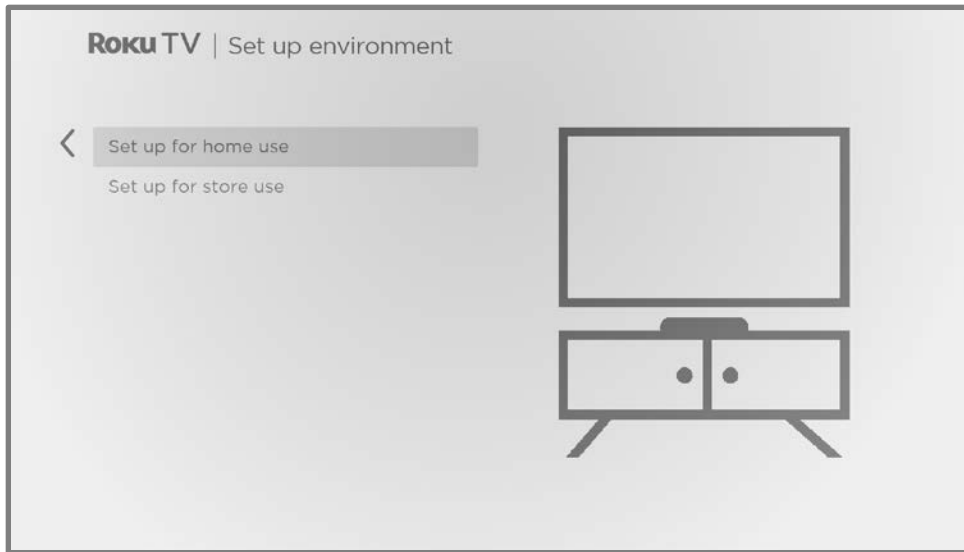 Roku TV | Set up environment
Set up for home use
Set up for store use